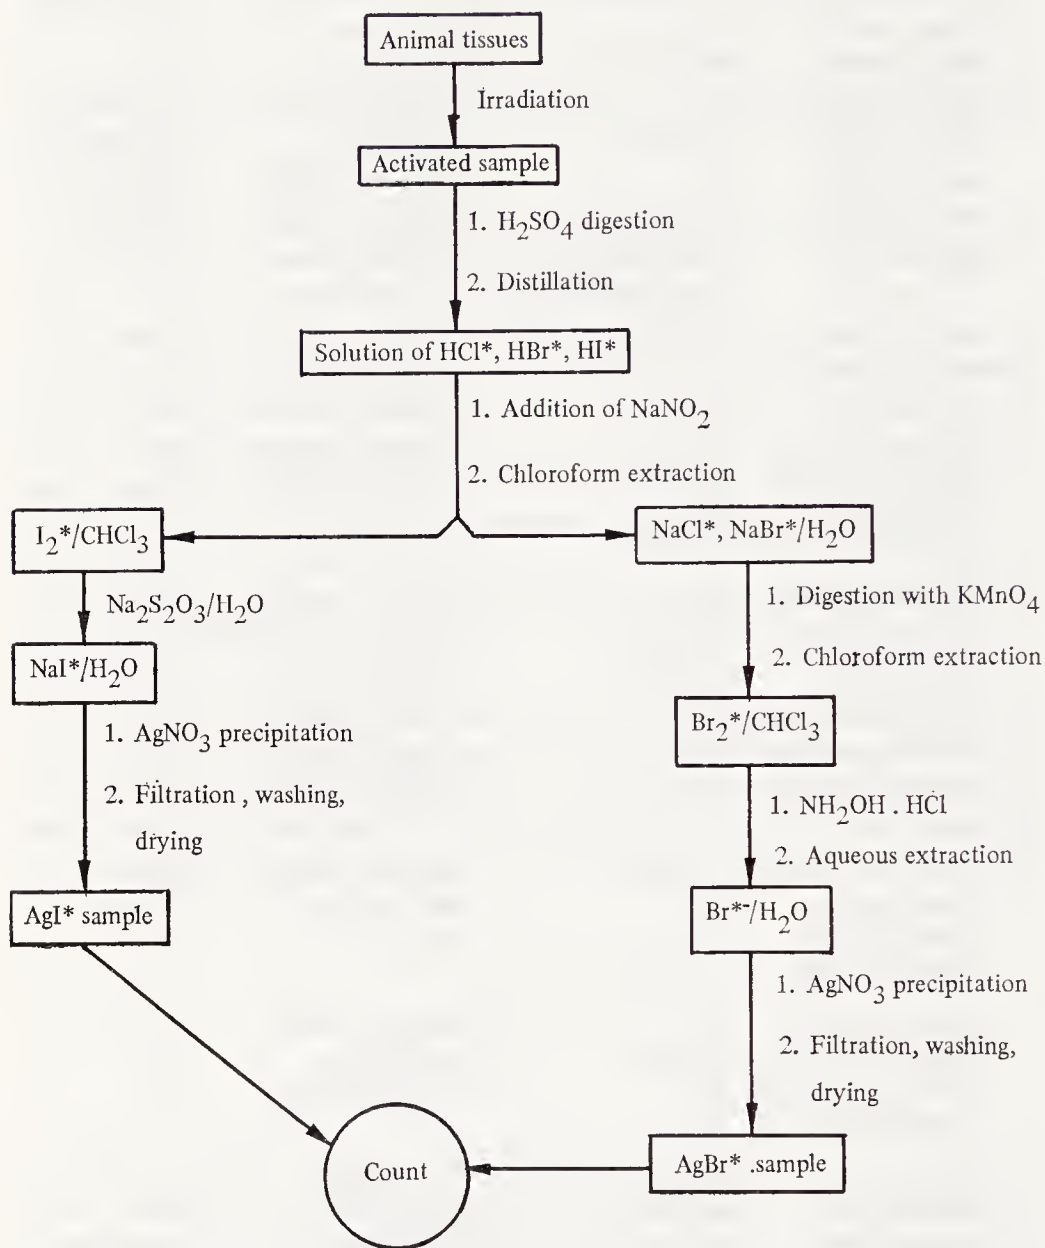 Animal tissues
Irradiation
Activated sample
1. H₂SO₄ digestion
2. Distillation
Solution of HCl*, HBr*, HI*
1. Addition of NaNO₂
2. Chloroform extraction
I₂*/CHCl₃
Na₂S₂O₃/H₂O
NaI*/H₂O
1. AgNO₃ precipitation
2. Filtration , washing,
drying
AgI* sample
NaCl*, NaBr*/H₂O
1. Digestion with KMnO₄
2. Chloroform extraction
Br₂*/CHCl₃
1. NH₂OH . HCl
2. Aqueous extraction
Br*⁻/H₂O
1. AgNO₃ precipitation
2. Filtration, washing,
drying
AgBr* .sample
Count